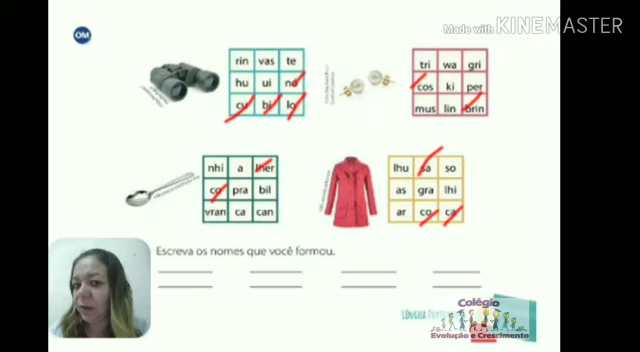 OM
Made with KINEMASTER
rin vas te
hu ui nó
cu bi lo
tri wa gri
cos ki per
mus lin brin
nhi a lher
co pra bil
vran ca can
lhu sa so
as gra lhi
ar co ca
Escreva os nomes que você formou.
LÍNGUA
Colégio
Evolução e Crescimento